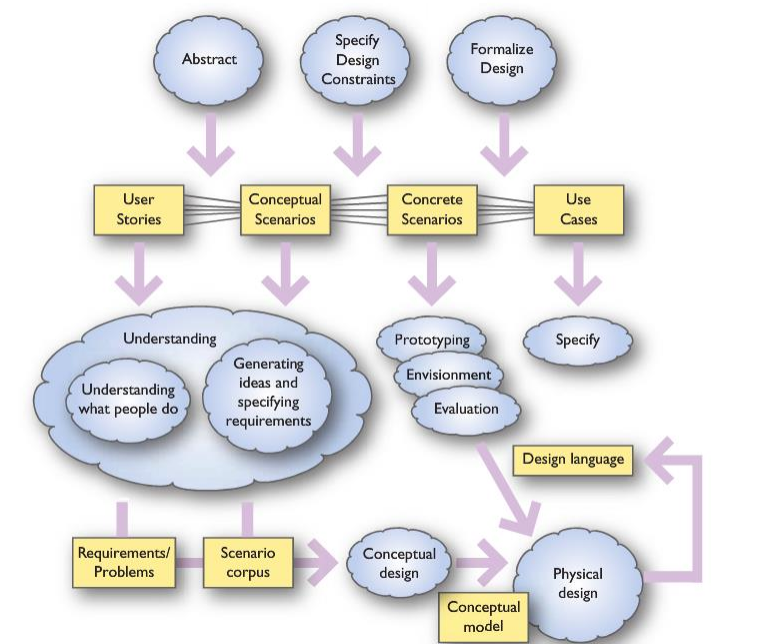 Abstract
Specify
Design
Constraints
Formalize
Design
User
Stories
Conceptual
Scenarios
Concrete
Scenarios
Use
Cases
Understanding
Understanding
what people do
Generating
ideas and
specifying
requirements
Prototyping
Envisionment
Evaluation
Specify
Design language
Requirements/
Problems
Scenario
corpus
Conceptual
design
Physical
design
Conceptual
model